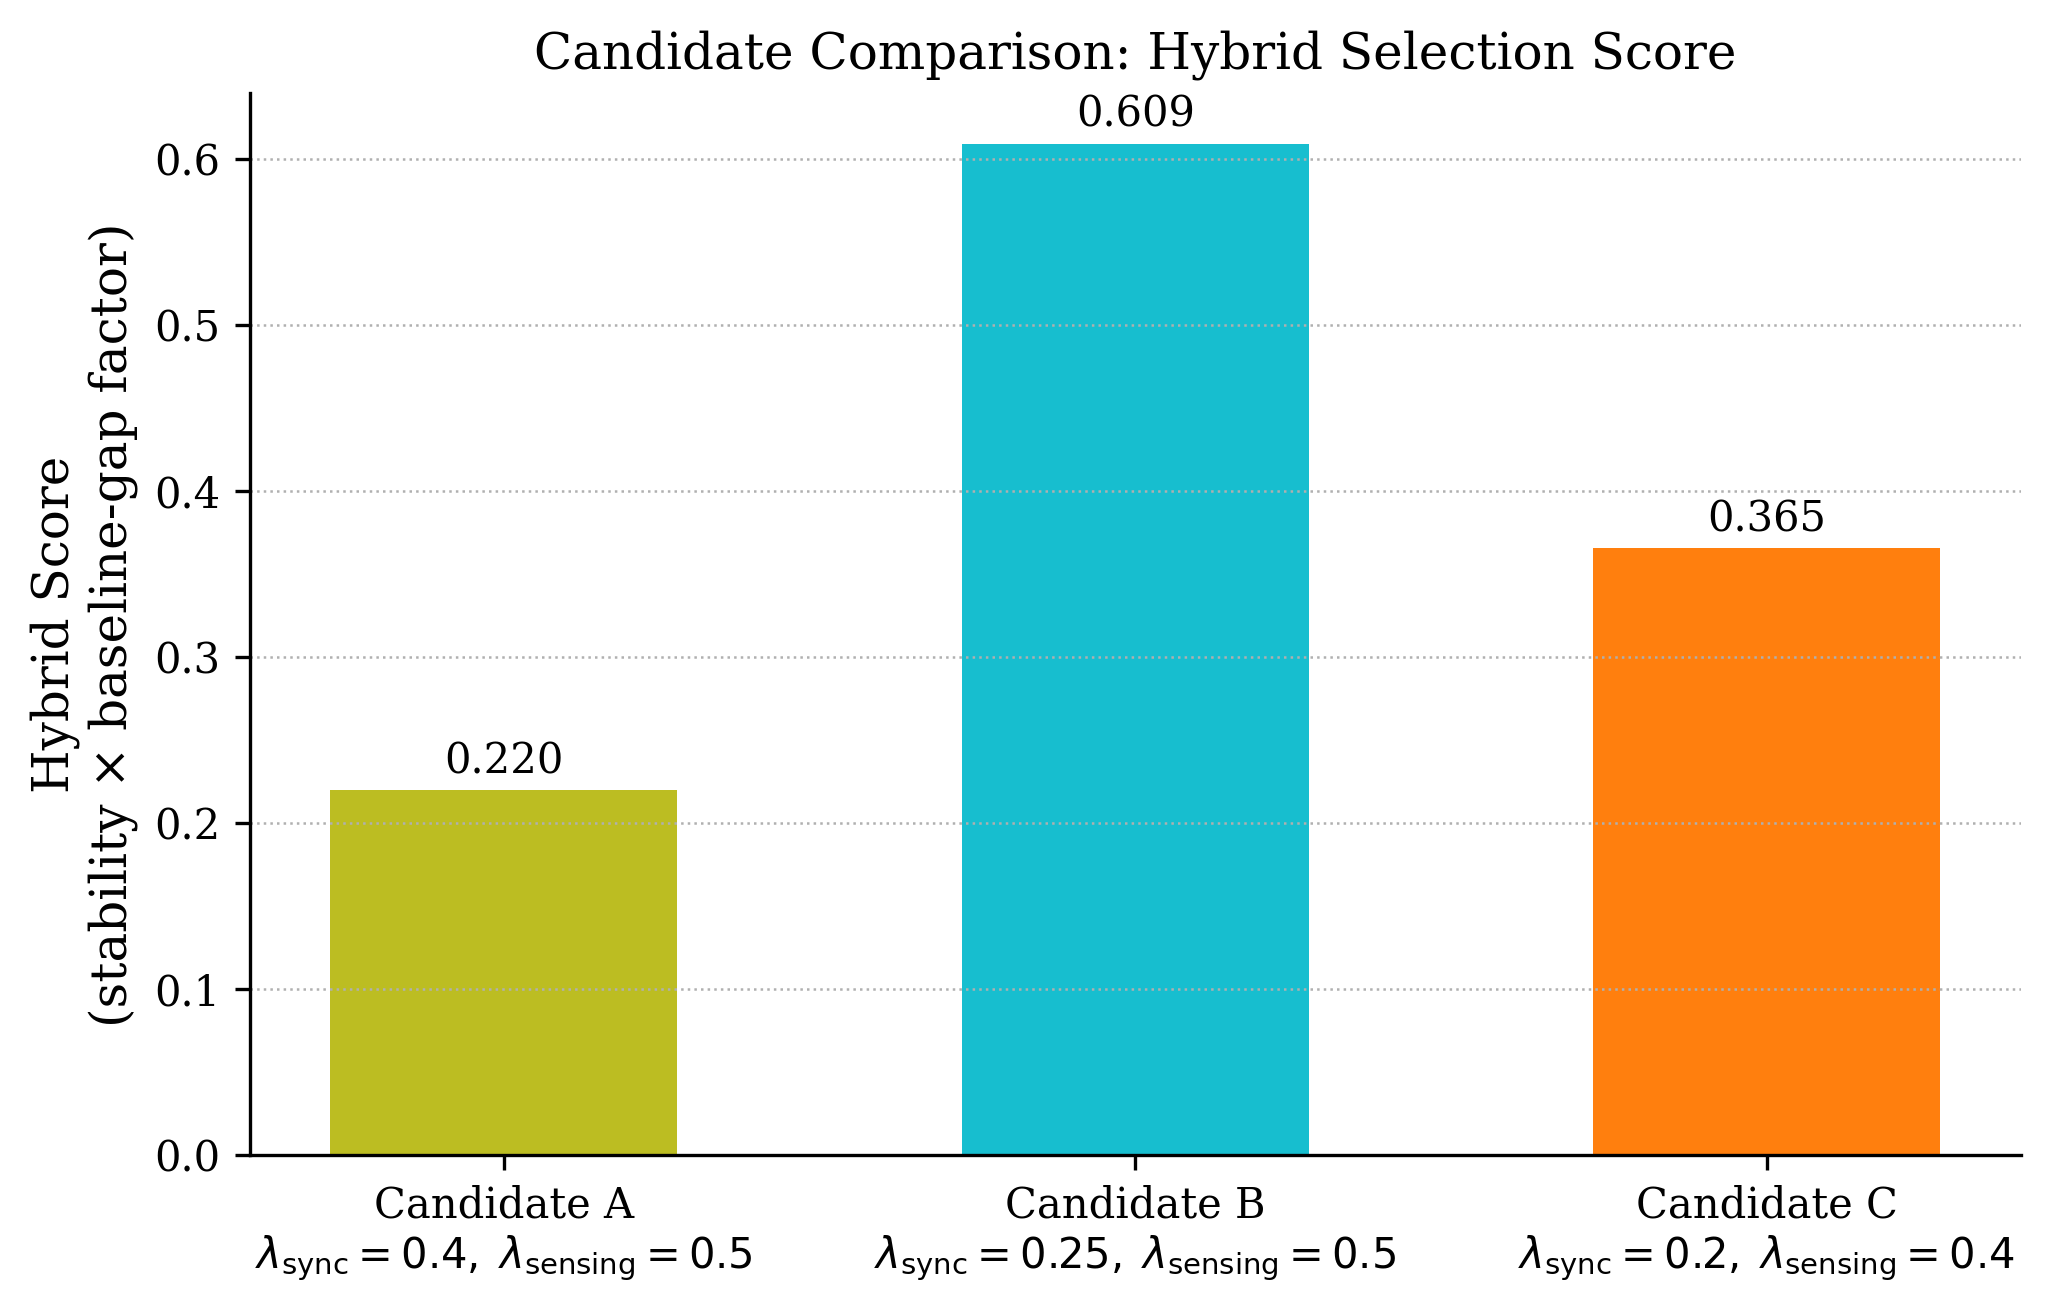 Candidate Comparison: Hybrid Selection Score
Hybrid Score
(stability × baseline-gap factor)
0.6
0.5
0.4
0.3
0.2
0.1
0.0
0.220
0.609
0.365
Candidate A
λsync = 0.4, λsensing = 0.5
Candidate B
λsync = 0.25, λsensing = 0.5
Candidate C
λsync = 0.2, λsensing = 0.4